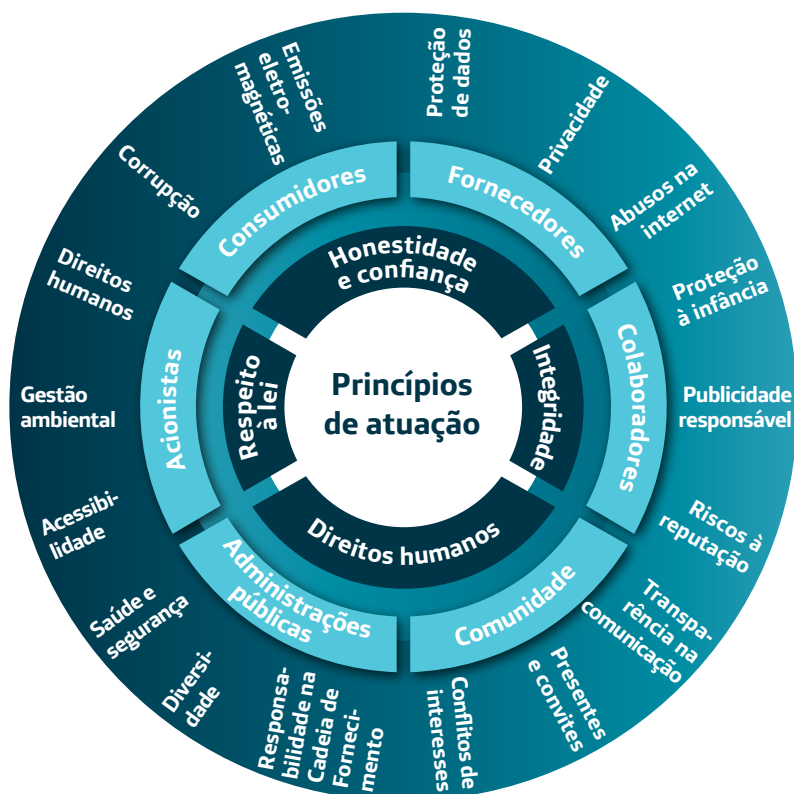 Princípios
de atuação
Honestidade
e confiança
Integridade
Direitos humanos
Respeito
à lei
Consumidores
Fornecedores
Colaboradores
Comunidade
Administrações
públicas
Acionistas
Emissões
eletro-
magnéticas
Proteção
de dados
Privacidade
Abusos na
internet
Proteção
à infância
Publicidade
responsável
Riscos à
reputação
Transpa-
rência na
comunicação
Presentes
e convites
Conflitos de
interesses
Responsa-
bilidade na
Cadeia de
Forneci-
mento
Diversi-
dade
Saúde e
segurança
Acessibi-
lidade
Gestão
ambiental
Direitos
humanos
Corrupção